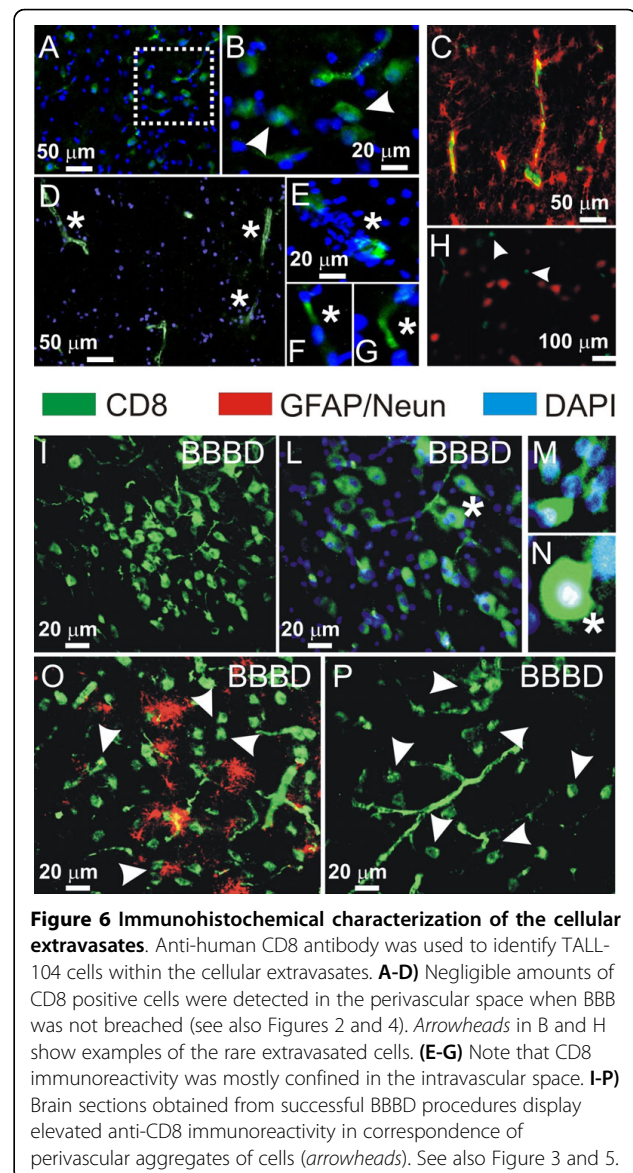 A
50 µm
B
20 µm
C
50 µm
D
50 µm
E
20 µm
F
G
H
100 µm
CD8 GFAP/Neun DAPI
I BBBD
20 µm
L BBBD
20 µm
M
N
O BBBD
20 µm
P BBBD
20 µm
Figure 6 Immunohistochemical characterization of the cellular
extravasates. Anti-human CD8 antibody was used to identify TALL-
104 cells within the cellular extravasates. A-D) Negligible amounts of
CD8 positive cells were detected in the perivascular space when BBB
was not breached (see also Figures 2 and 4). Arrowheads in B and H
show examples of the rare extravasated cells. (E-G) Note that CD8
immunoreactivity was mostly confined in the intravascular space. I-P)
Brain sections obtained from successful BBBD procedures display
elevated anti-CD8 immunoreactivity in correspondence of
perivascular aggregates of cells (arrowheads). See also Figure 3 and 5.